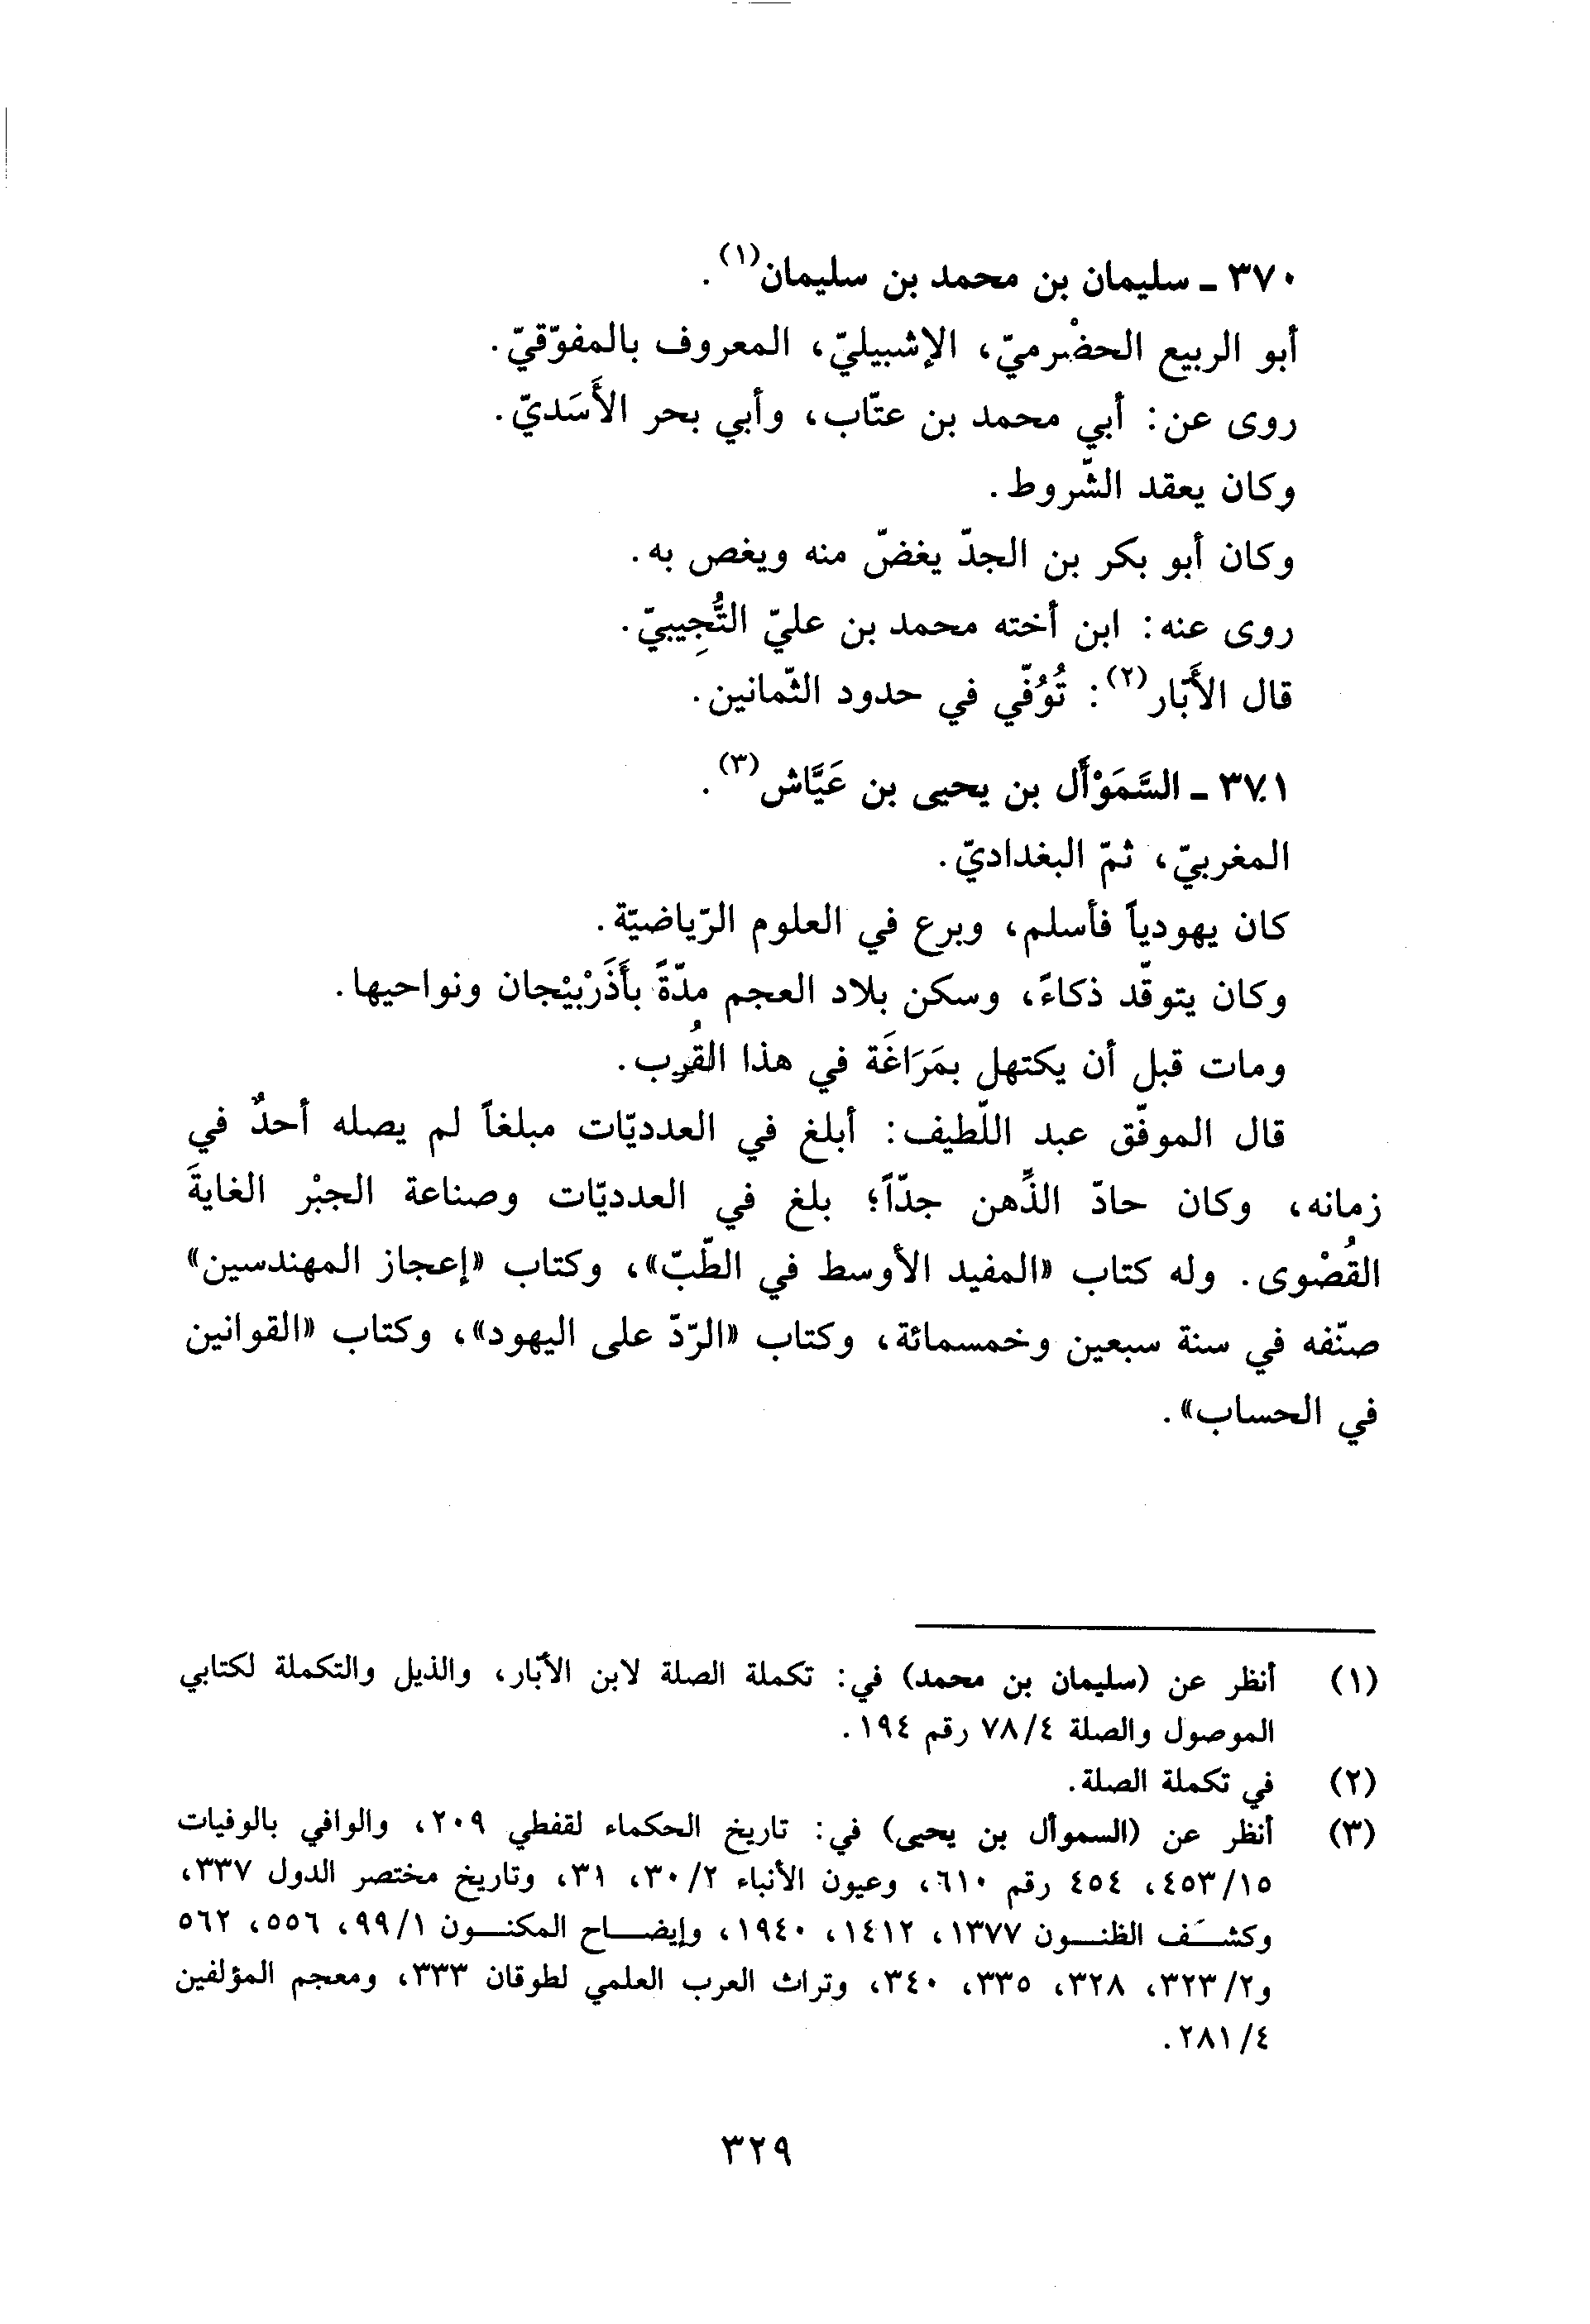 ٣٧٠ ـ سليمان بن محمد بن سليمان(١).
أبو الربيع الحضْرميّ، الإشبيليّ، المعروف بالمفوّقيّ.
روى عن: أبي محمد بن عتّاب، وأبي بحر الأَسَديّ.
وكان يعقد الشّروط.
وكان أبو بكر بن الجدّ يغضّ منه ويغص به.
روى عنه: ابن أخته محمد بن عليّ التُّجِيبيّ.
قال الأَبّار(٢): تُوُفّي في حدود الثّمانين.
٣٧١ ـ السَّمَوْأَل بن يحيى بن عَيَّاش(٣).
المغربيّ، ثمّ البغداديّ.
كان يهودياً فأسلم، وبرع في العلوم الرّياضيّة.
وكان يتوقّد ذكاءً، وسكن بلاد العجم مدّةً بأَذَرْبيْجان ونواحيها.
ومات قبل أن يكتهل بمَرَاغَة في هذا القُرب.
قال الموفّق عبد اللّطيف: أبلغ في العدديّات مبلغاً لم يصله أحدٌ في
زمانه، وكان حادّ الذِّهن جدّاً؛ بلغ في العدديّات وصناعة الجبْر الغايةَ
القُصْوى. وله كتاب «المفيد الأوسط في الطّبّ»، وكتاب «إعجاز المهندسين»
صنّفه في سنة سبعين وخمسمائة، وكتاب «الرّدّ على اليهود»، وكتاب «القوانين
في الحساب».
(١) أنظر عن (سليمان بن محمد) في: تكملة الصلة لابن الأبّار، والذيل والتكملة لكتابي
الموصول والصلة ٧٨/٤ رقم ١٩٤.
(٢) في تكملة الصلة.
(٣) أنظر عن (السموأل بن يحيى) في: تاريخ الحكماء لقفطي ٢٠٩، والوافي بالوفيات
٤٥٣/١٥، ٤٥٤ رقم ٦١٠، وعيون الأنباء ٣٠/٢، ٣١، وتاريخ مختصر الدول ٣٣٧،
وكشف الظنون ١٣٧٧، ١٤١٢، ١٩٤٠، وإيضاح المكنون ٩٩/١، ٥٥٦، ٥٦٢
و٣٢٣/٢، ٣٢٨، ٣٣٥، ٣٤٠، وتراث العرب العلمي لطوقان ٣٣٣، ومعجم المؤلفين
٢٨١/٤.
٣٢٩